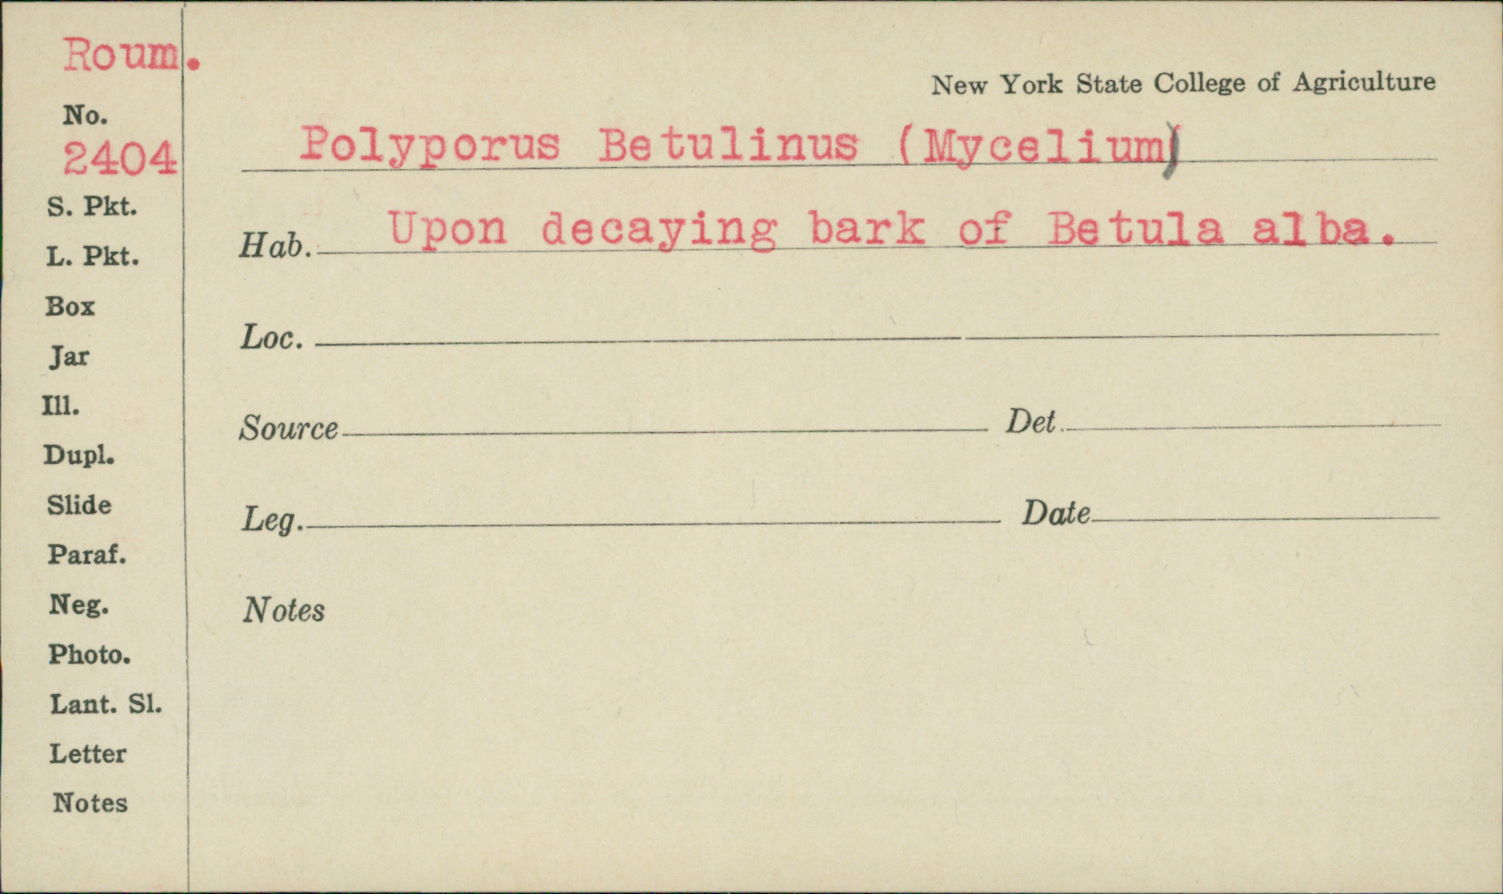 Roum.
New York State College of Agriculture
No.
2404
Polyporus Betulinus (Mycelium)
S. Pkt.
Hab. Upon decaying bark of Betula alba.
L. Pkt.
Box
Loc.
Jar
Ill.
Source Det.
Dupl.
Slide
Leg. Date
Paraf.
Neg.
Notes
Photo.
Lant. Sl.
Letter
Notes